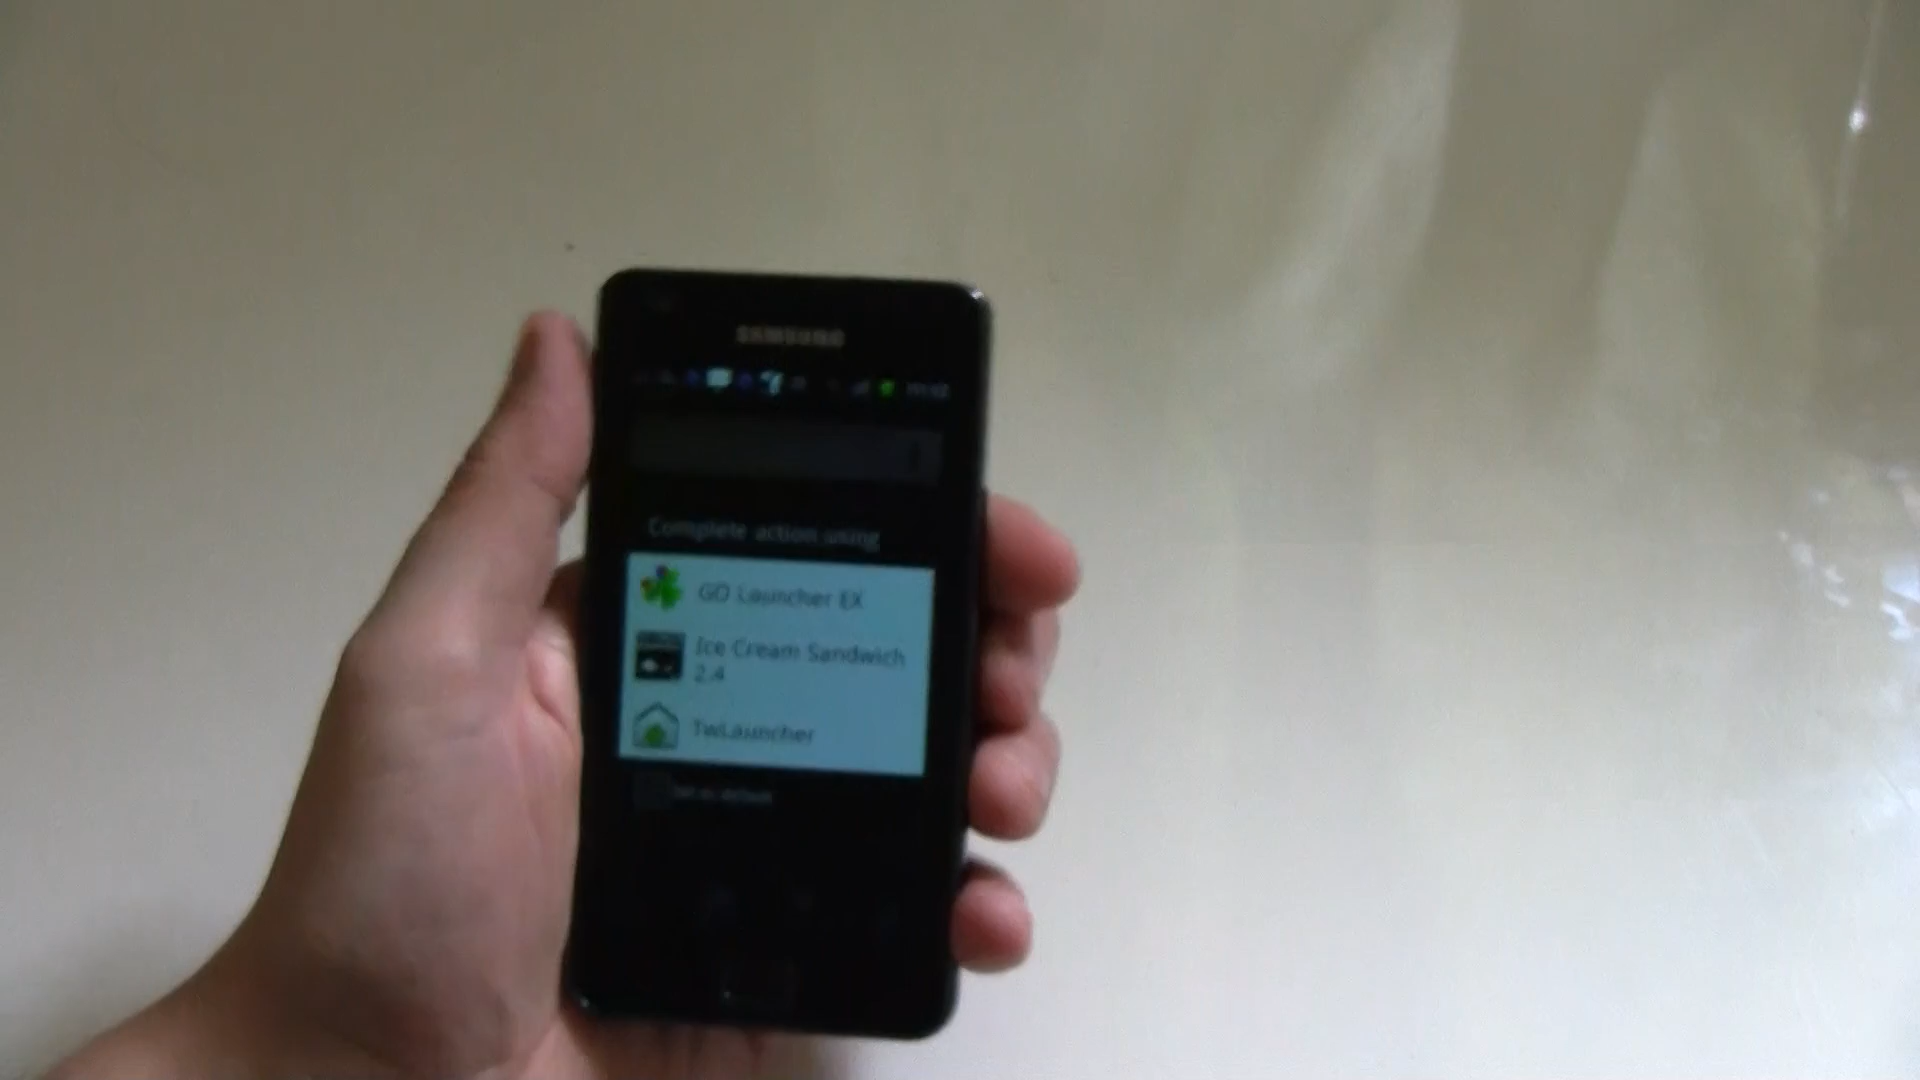 SAMSUNG
Complete action using
GO Launcher EX
Ice Cream Sandwich
2.4
TwLauncher